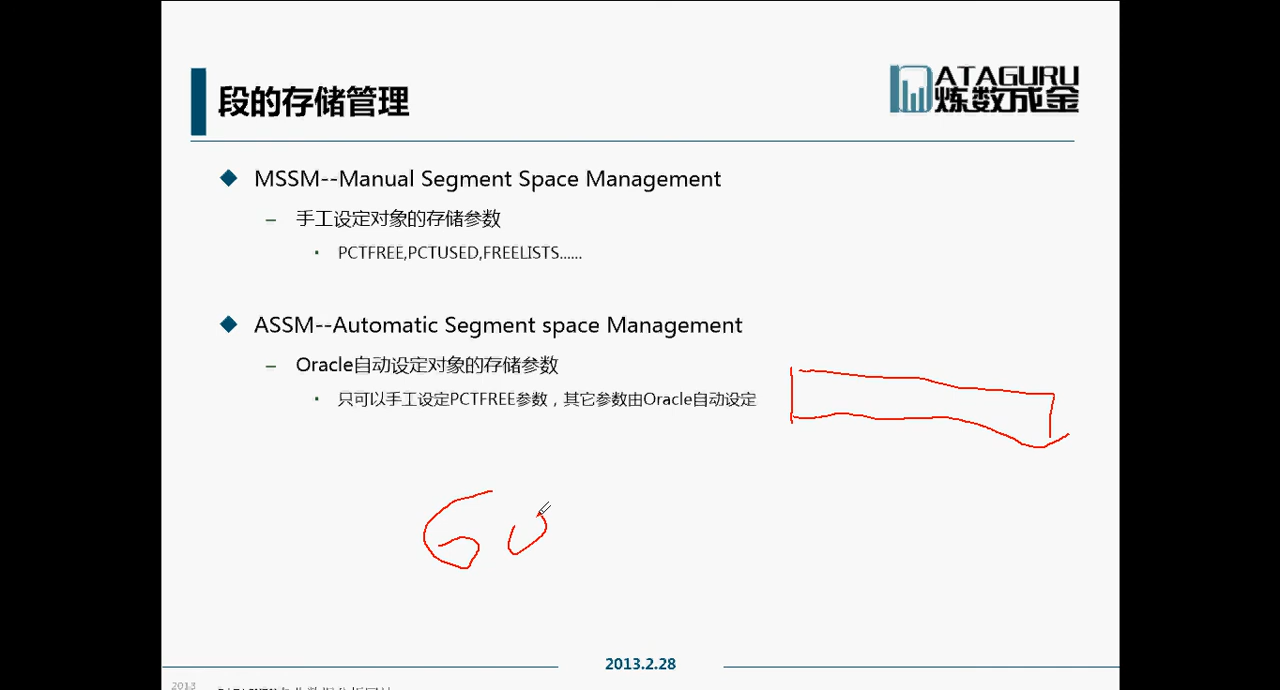 段的存储管理
ATAGURU
炼数成金
MSSM--Manual Segment Space Management
手工设定对象的存储参数
PCTFREE,PCTUSED,FREELISTS……
ASSM--Automatic Segment space Management
Oracle自动设定对象的存储参数
只可以手工设定PCTFREE参数，其它参数由Oracle自动设定
60
2013.2.28
2013